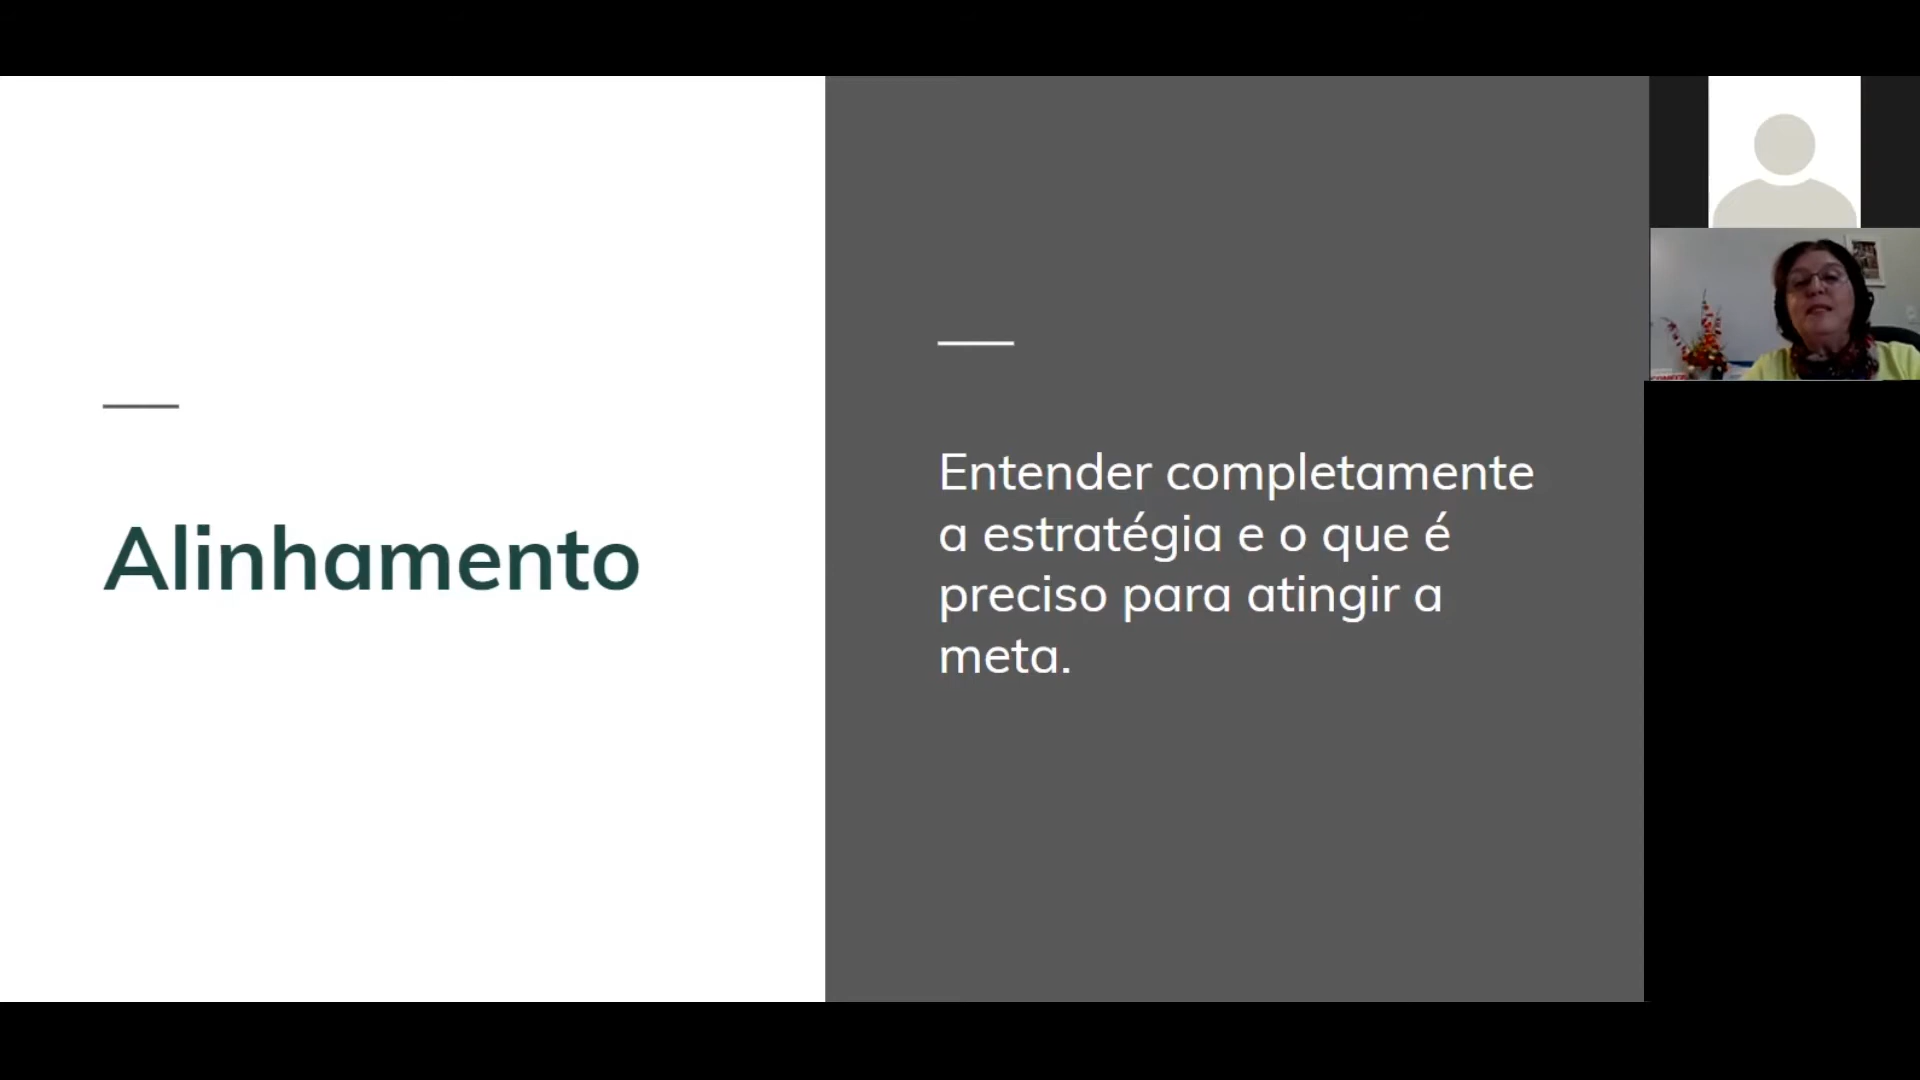 Alinhamento
Entender completamente
a estratégia e o que é
preciso para atingir a
meta.